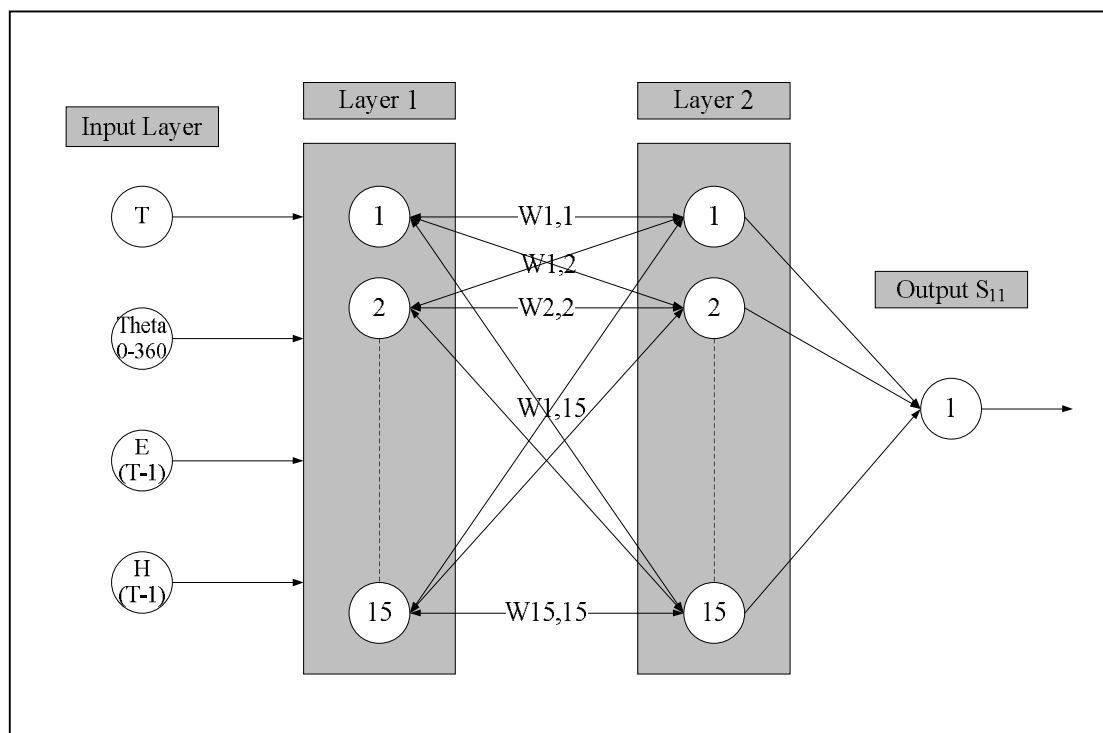 Input Layer
Layer 1
Layer 2
Output S₁₁
T
Theta
0-360
E
(T-1)
H
(T-1)
1
2
15
W1,1
W1,2
W2,2
W1,15
W15,15
1
2
15
1